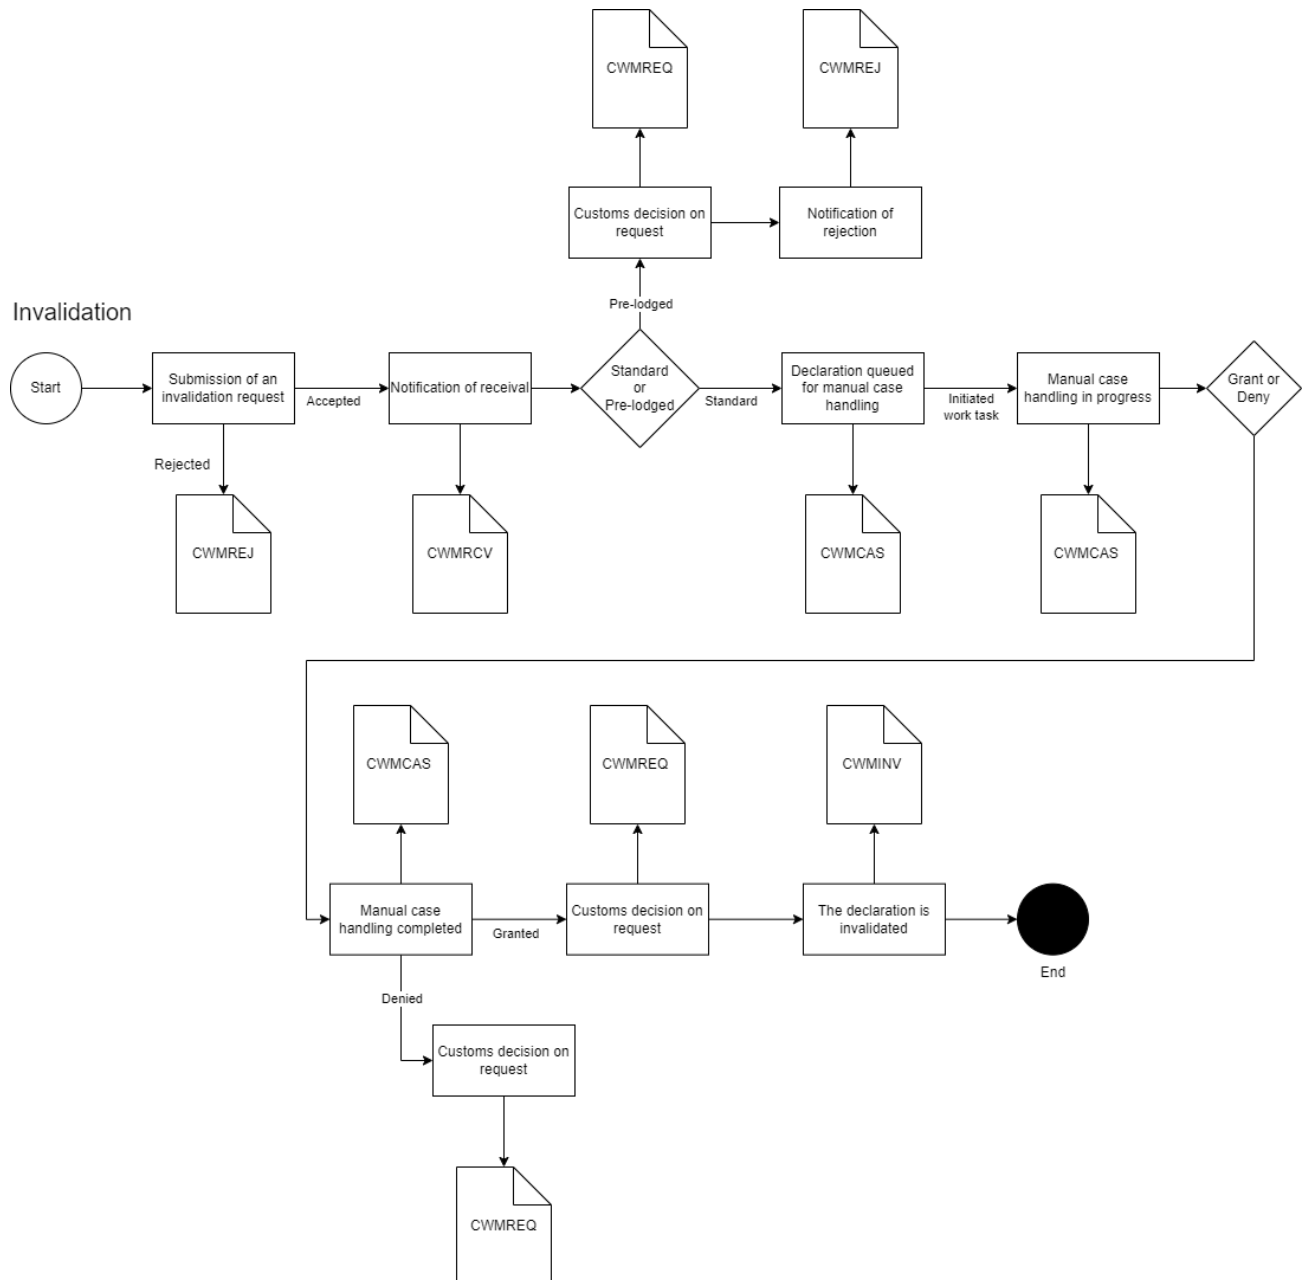 CWMREQ
CWMREJ
Customs decision on
request
Notification of
rejection
Pre-lodged
Invalidation
Start
Submission of an
invalidation request
Accepted
Notification of receival
Standard
or
Pre-lodged
Standard
Declaration queued
for manual case
handling
Initiated
work task
Manual case
handling in progress
Grant or
Deny
Rejected
CWMREJ
CWMRCV
CWMCAS
CWMCAS
CWMCAS
CWMREQ
CWMINV
Manual case
handling completed
Granted
Customs decision on
request
The declaration is
invalidated
End
Denied
Customs decision on
request
CWMREQ